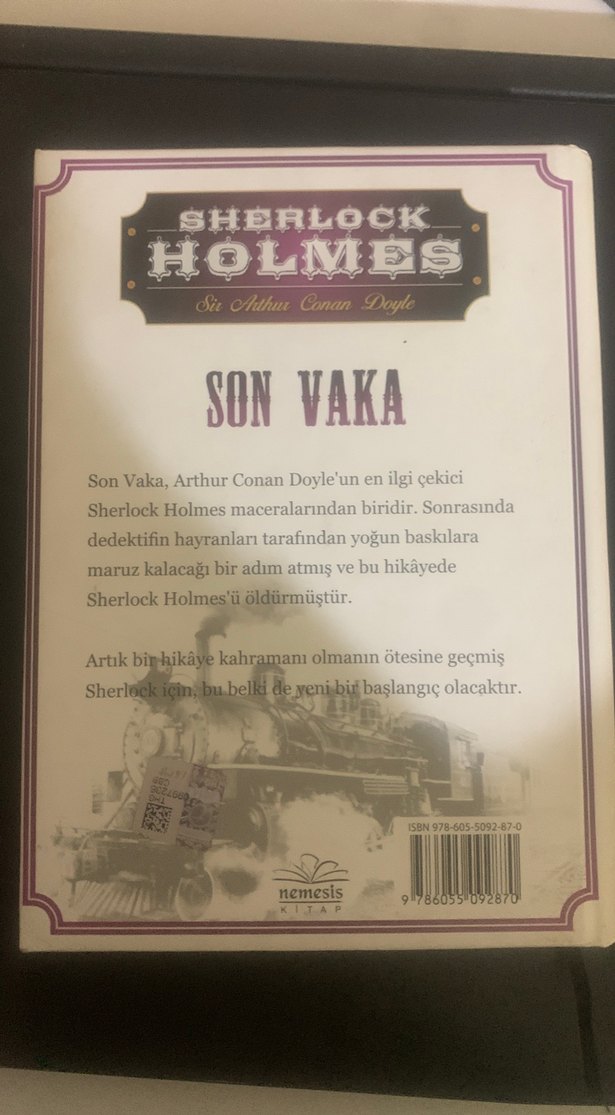 SHERLOCK
HOLMES
Sir Arthur Conan Doyle
SON VAKA
Son Vaka, Arthur Conan Doyle'un en ilgi çekici
Sherlock Holmes maceralarından biridir. Sonrasında
dedektifin hayranları tarafından yoğun baskılara
maruz kalacağı bir adım atmış ve bu hikâyede
Sherlock Holmes'ü öldürmüştür.
Artık bir hikâye kahramanı olmanın ötesine geçmiş
Sherlock için, bu belki de yeni bir başlangıç olacaktır.
ISBN 978-605-5092-87-0
9 786055 092870
nemesis
KİTAP